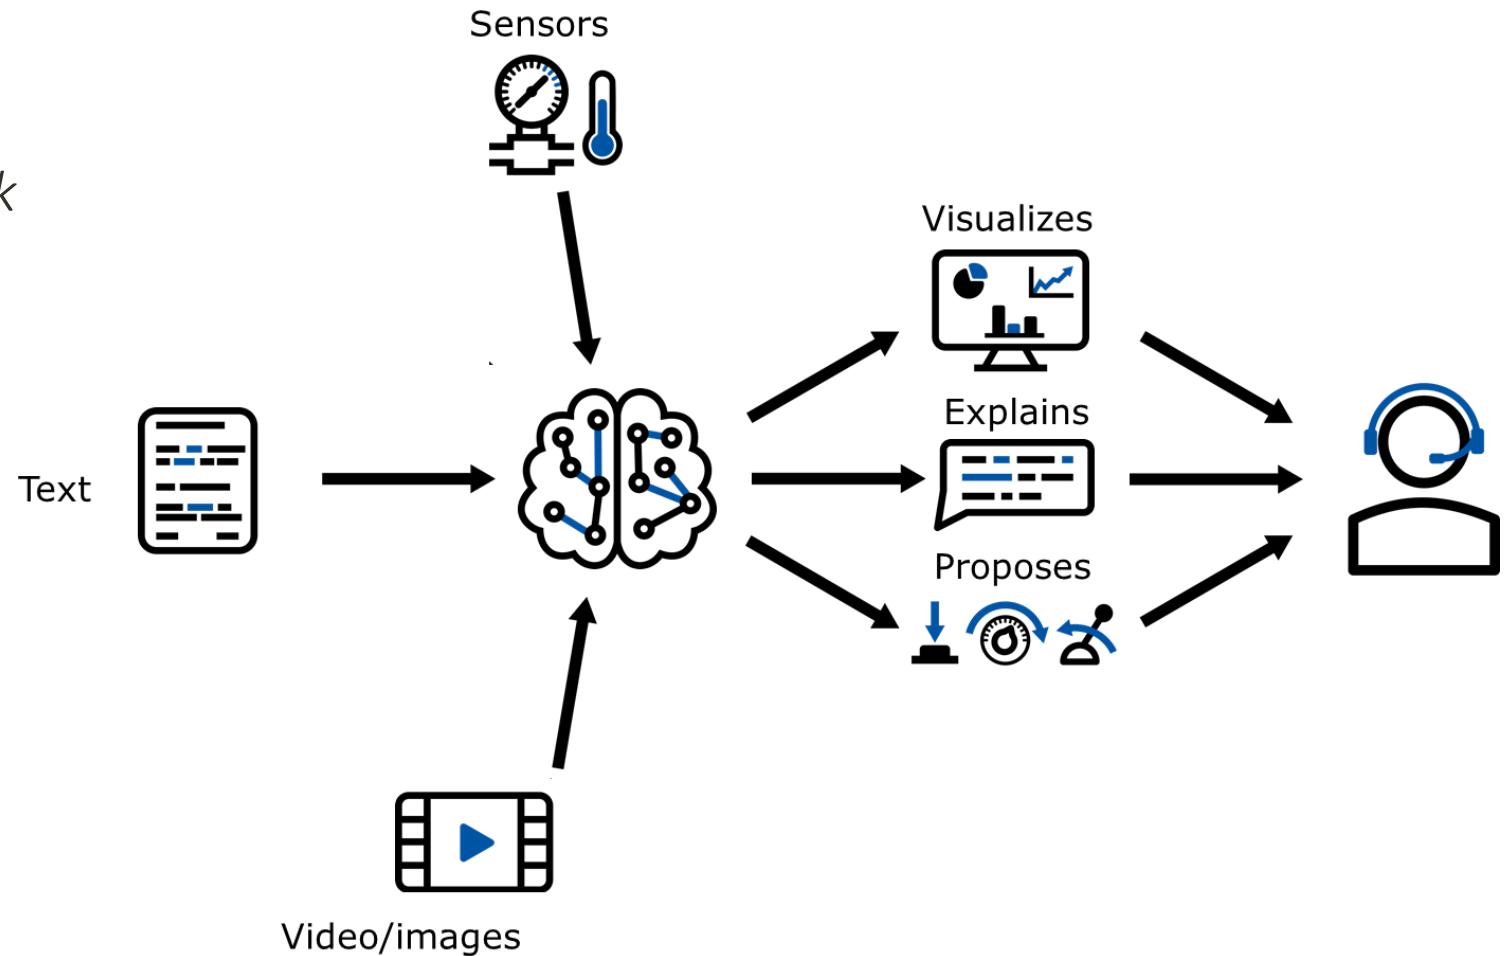 Sensors
Visualizes
Explains
Text
Proposes
Video/images